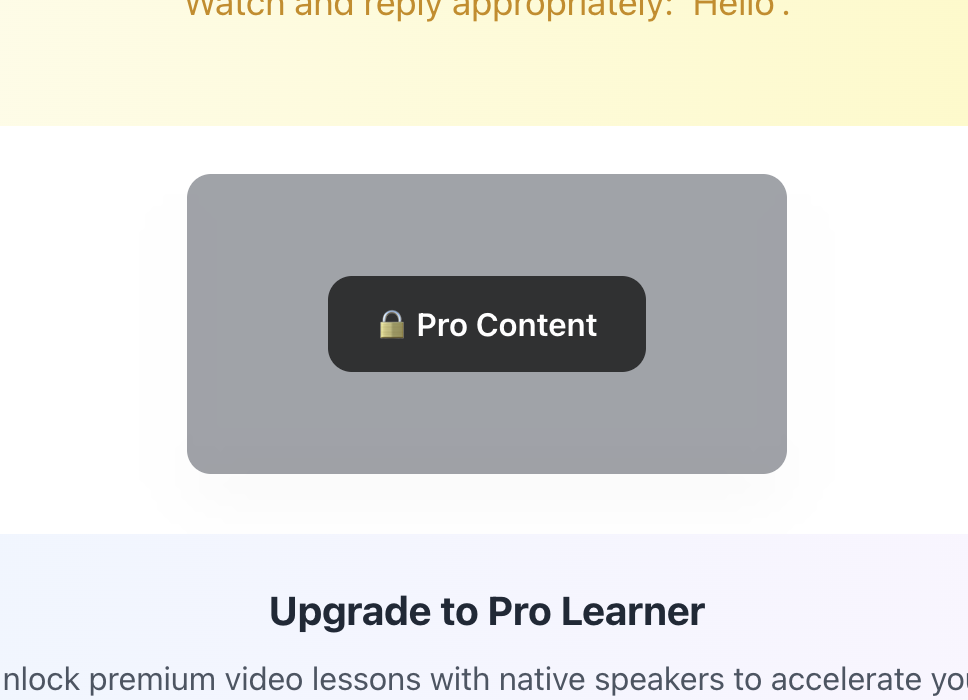 Watch and reply appropriately: 'Hello'.
🔒 Pro Content
Upgrade to Pro Learner
nlock premium video lessons with native speakers to accelerate yo